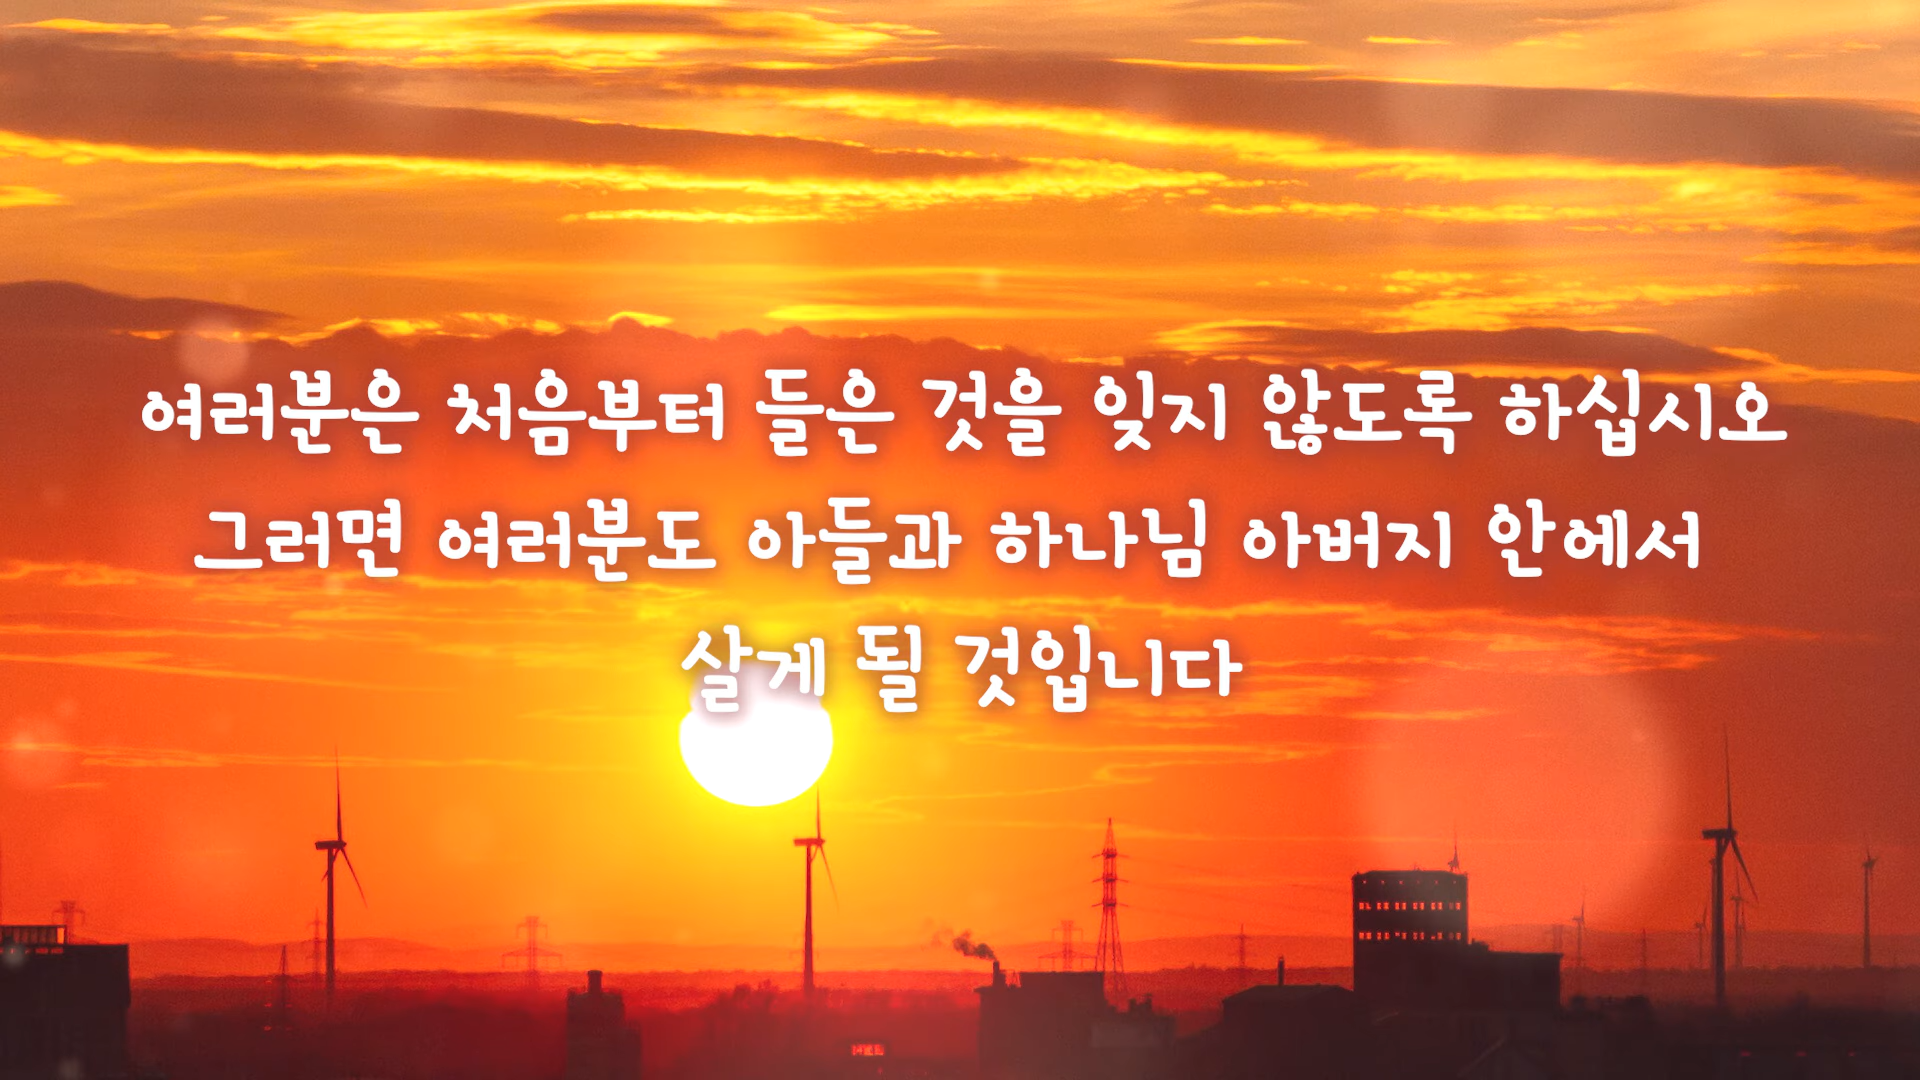 여러분은 처음부터 들은 것을 잊지 않도록 하십시오
그러면 여러분도 아들과 하나님 아버지 안에서
살게 될 것입니다